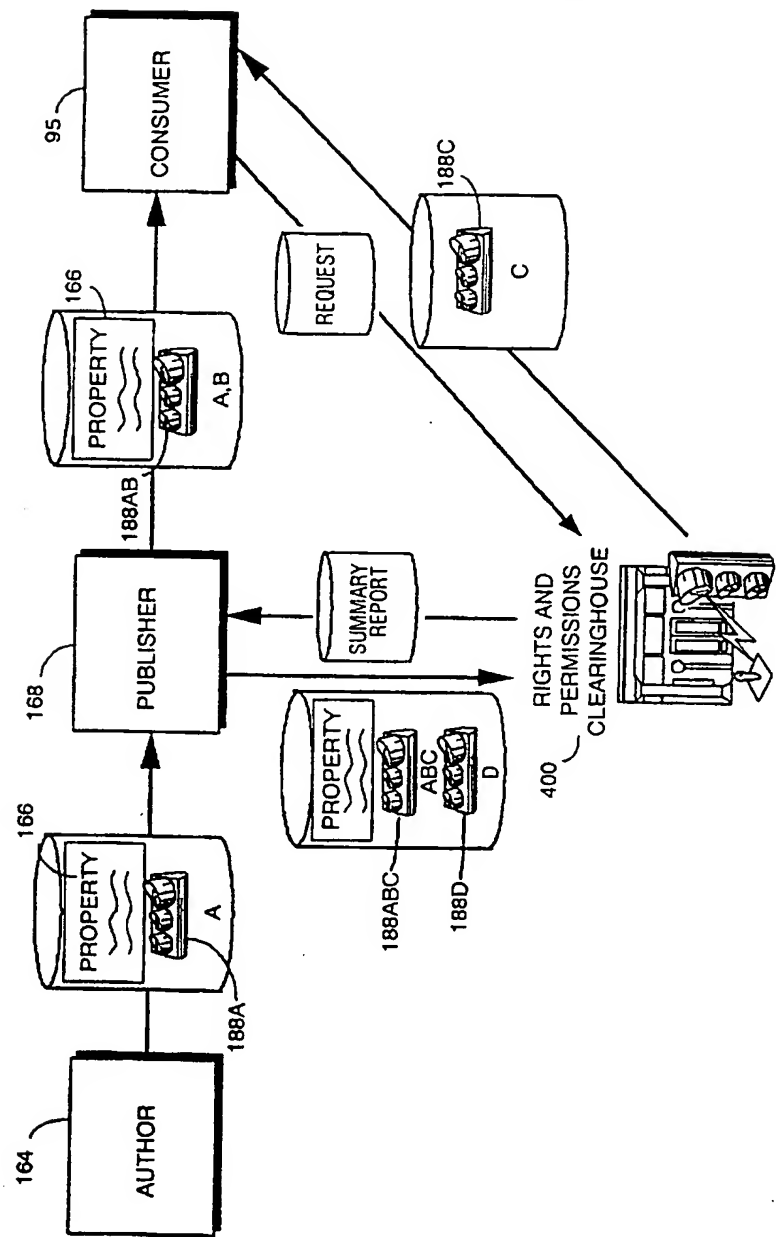 164
AUTHOR
166
PROPERTY
A
188A
168
PUBLISHER
188AB
166
PROPERTY
A,B
95
CONSUMER
REQUEST
188C
C
SUMMARY
REPORT
PROPERTY
ABC
D
188ABC
188D
400
RIGHTS AND
PERMISSIONS
CLEARINGHOUSE